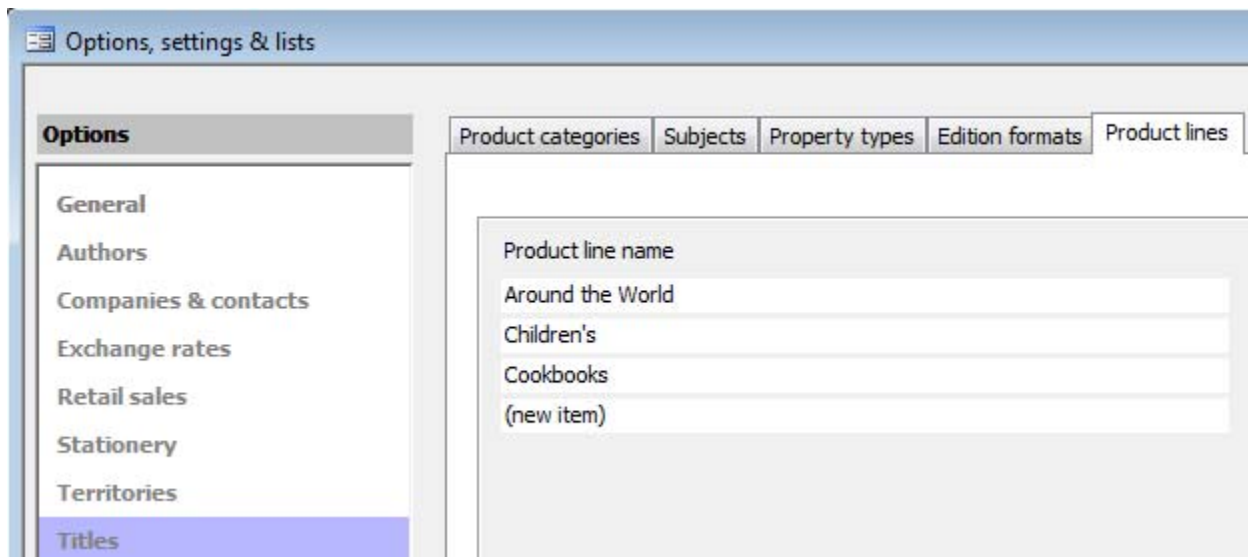 Options, settings & lists
Options
General
Authors
Companies & contacts
Exchange rates
Retail sales
Stationery
Territories
Titles
Product categories Subjects Property types Edition formats Product lines
Product line name
Around the World
Children's
Cookbooks
(new item)